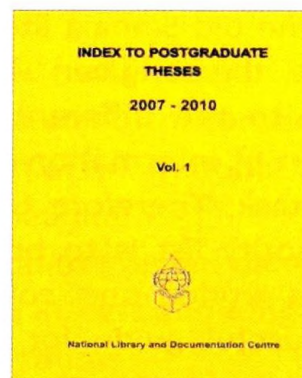 INDEX TO POSTGRADUATE
THESES
2007 - 2010
Vol. 1
National Library and Documentation Centre